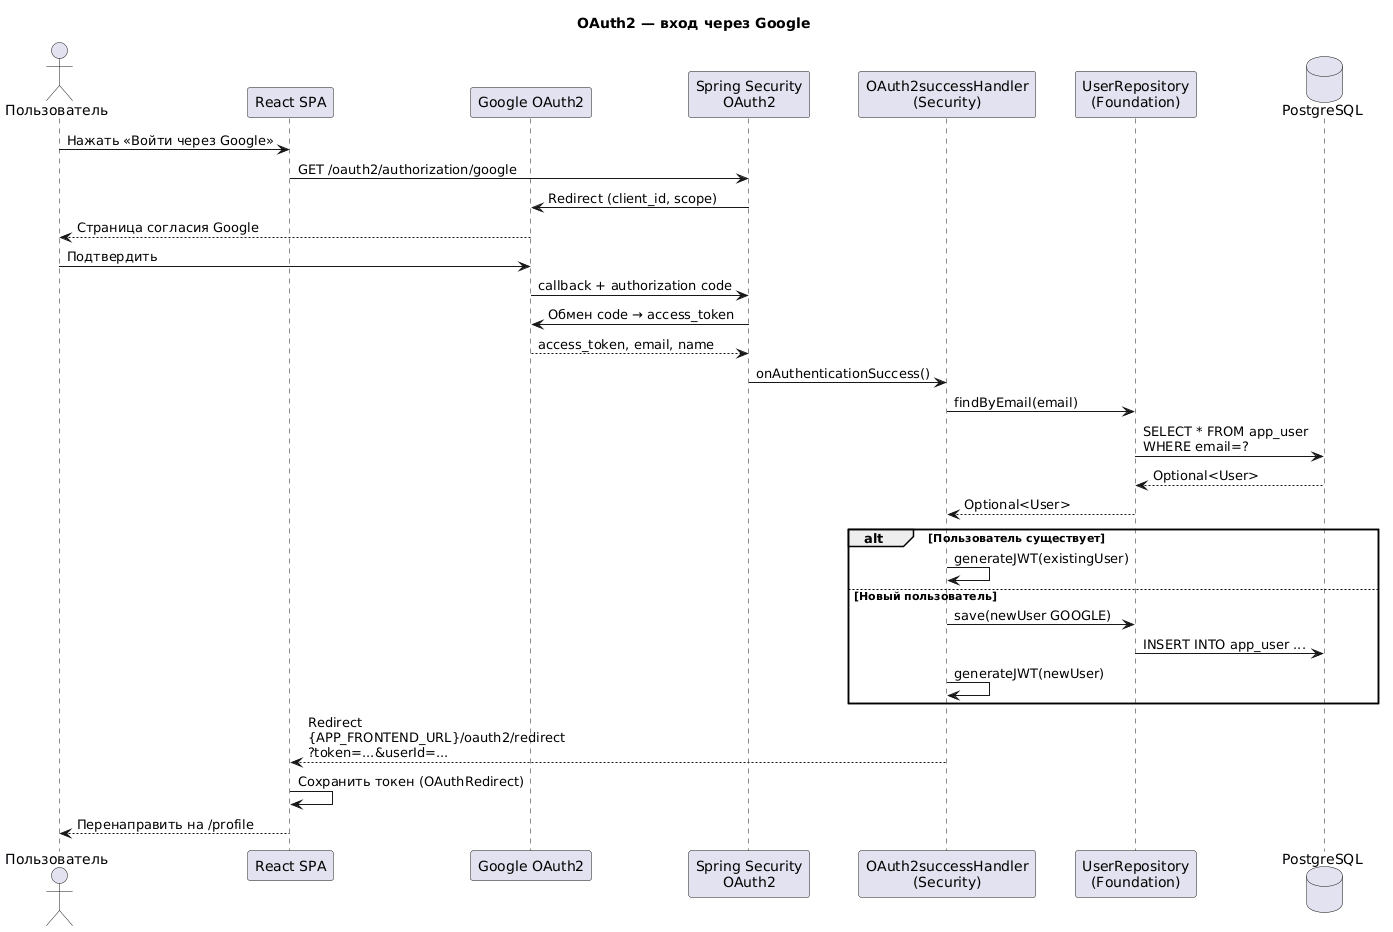 OAuth2 — вход через Google
Пользователь
React SPA
Google OAuth2
Spring Security
OAuth2
OAuth2successHandler
(Security)
UserRepository
(Foundation)
PostgreSQL
Нажать «Войти через Google»
GET /oauth2/authorization/google
Redirect (client_id, scope)
Страница согласия Google
Подтвердить
callback + authorization code
Обмен code → access_token
access_token, email, name
onAuthenticationSuccess()
findByEmail(email)
SELECT * FROM app_user
WHERE email=?
Optional<User>
Optional<User>
alt [Пользователь существует]
generateJWT(existingUser)
[Новый пользователь]
save(newUser GOOGLE)
INSERT INTO app_user ...
generateJWT(newUser)
Redirect
{APP_FRONTEND_URL}/oauth2/redirect
?token=...&userId=...
Сохранить токен (OAuthRedirect)
Перенаправить на /profile
Пользователь
React SPA
Google OAuth2
Spring Security
OAuth2
OAuth2successHandler
(Security)
UserRepository
(Foundation)
PostgreSQL